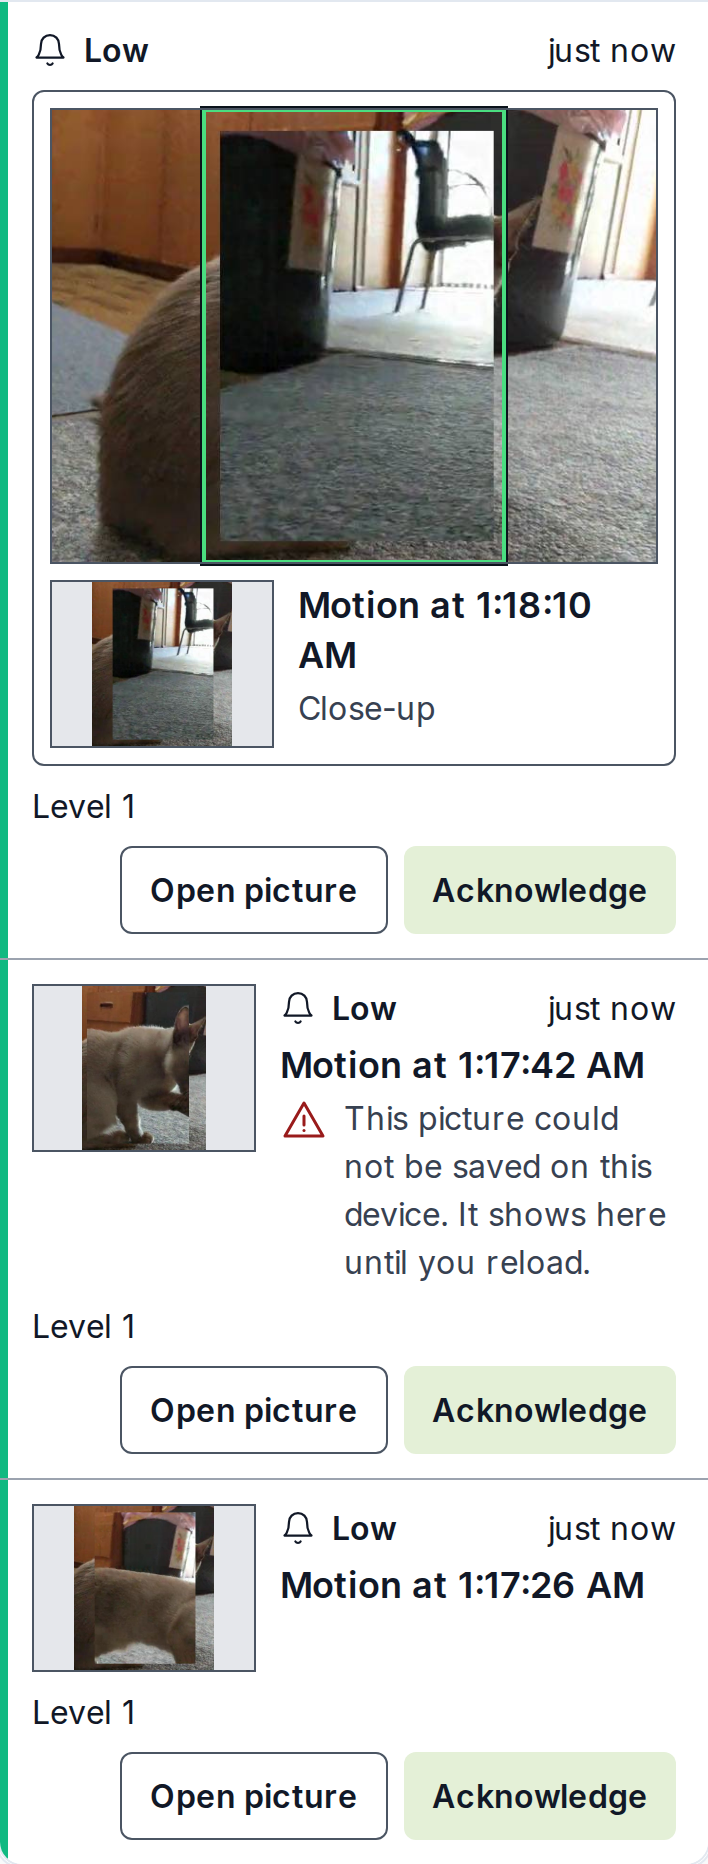 Low just now
Motion at 1:18:10
AM
Close-up
Level 1
Open picture Acknowledge
Low just now
Motion at 1:17:42 AM
This picture could
not be saved on this
device. It shows here
until you reload.
Level 1
Open picture Acknowledge
Low just now
Motion at 1:17:26 AM
Level 1
Open picture Acknowledge